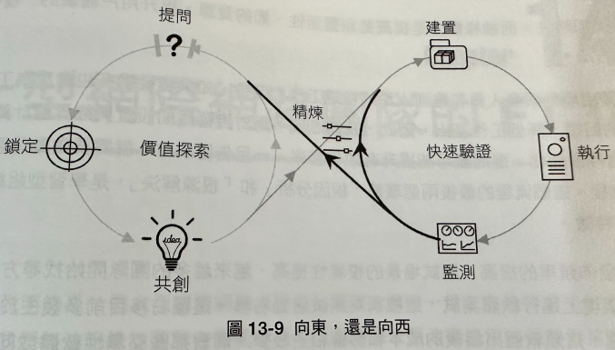 提問
?
建置
精煉
鎖定
價值探索
快速驗證
執行
idea
共創
監測
圖 13-9 向東，還是向西